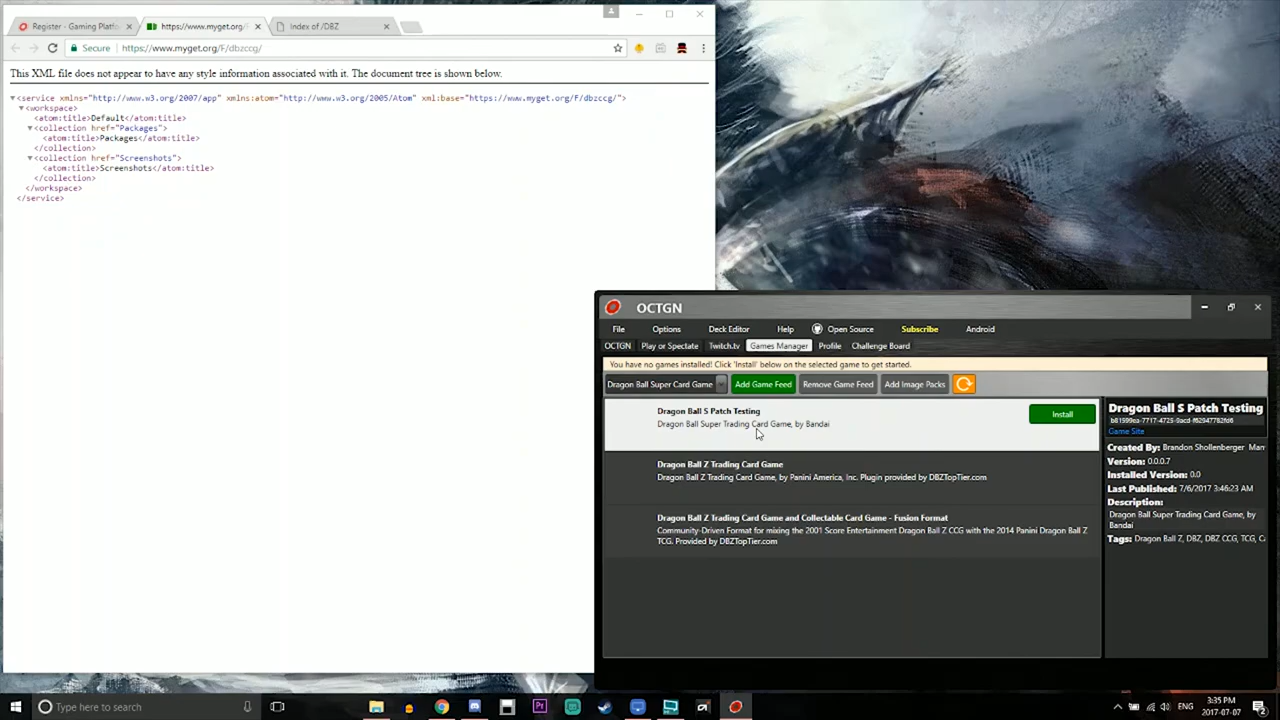 Register - Gaming Platfo
https://www.myget.org/
Index of /DBZ
Secure
https://www.myget.org/F/dbzccg/
This XML file does not appear to have any style information associated with it. The document tree is shown below.
<service xmlns="http://www.w3.org/2007/app" xmlns:atom="http://www.w3.org/2005/Atom" xml:base="https://www.myget.org/F/dbzccg/">
<workspace>
<atom:title>Default</atom:title>
<collection href="Packages">
<atom:title>Packages</atom:title>
</collection>
<collection href="Screenshots">
<atom:title>Screenshots</atom:title>
</collection>
</workspace>
</service>
OCTGN
File Options Deck Editor Help Open Source Subscribe Android
OCTGN Play or Spectate Twitch.tv Games Manager Profile Challenge Board
You have no games installed! Click 'Install' below on the selected game to get started.
Dragon Ball Super Card Game Add Game Feed Remove Game Feed Add Image Packs
Dragon Ball S Patch Testing
Dragon Ball Super Trading Card Game, by Bandai
Install
Dragon Ball Z Trading Card Game
Dragon Ball Z Trading Card Game, by Panini America, Inc. Plugin provided by DBZTopTier.com
Dragon Ball Z Trading Card Game and Collectable Card Game - Fusion Format
Community Driven Format for mixing the 2001 Score Entertainment Dragon Ball Z CCG with the 2014 Panini Dragon Ball Z
TCG. Provided by DBZTopTier.com
Dragon Ball S Patch Testing
Game Site
Created By: Brandon Shollenberger
Version: 0.0.0.7
Installed Version: 0.0
Last Published: 7/6/2017 3:46:23 AM
Description:
Dragon Ball Super Trading Card Game, by
Bandai
Tags: Dragon Ball Z, DBZ, DBZ CCG, TCG, C
Type here to search
Pr
ENG
3:35 PM
2017-07-07
2